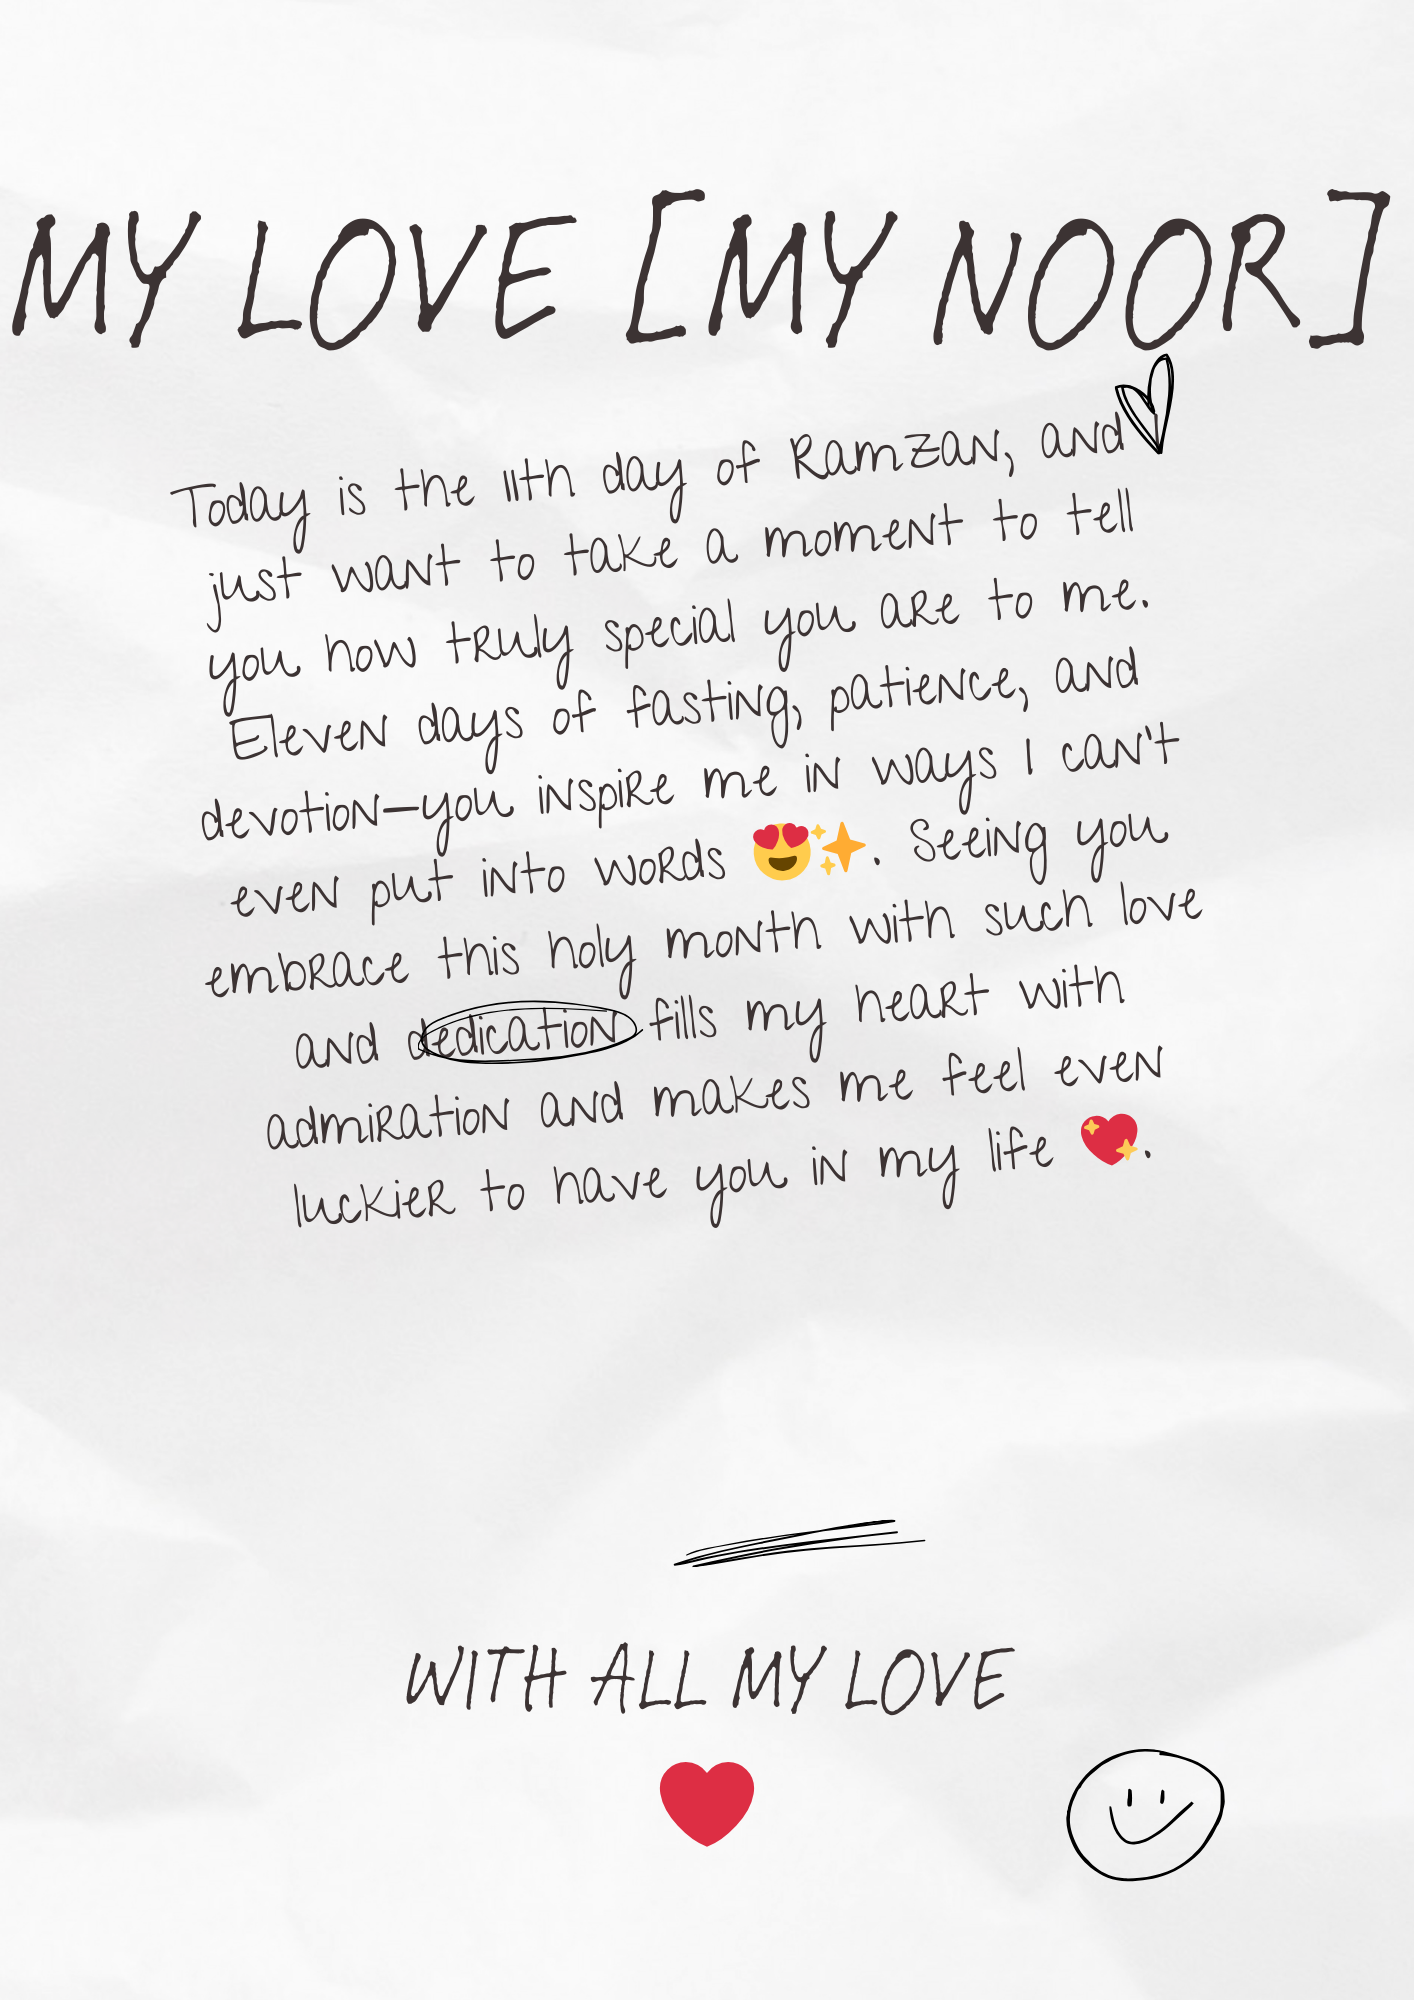 MY LOVE [MY NOOR]
Today is the 11th day of Ramzan, and I
just want to take a moment to tell
you how truly special you are to me.
Eleven days of fasting, patience, and
devotion—you inspire me in ways I can't
even put into words 😍✨. Seeing you
embrace this holy month with such love
and dedication fills my heart with
admiration and makes me feel even
luckier to have you in my life 💖.
WITH ALL MY LOVE
❤️